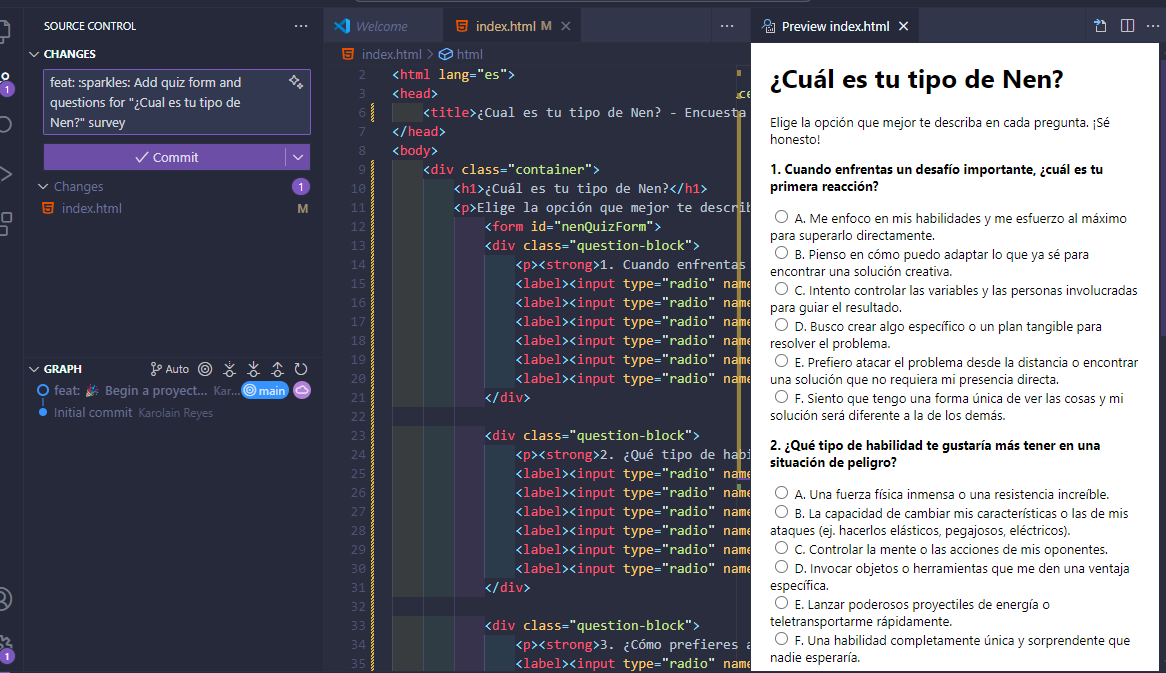 SOURCE CONTROL
CHANGES
feat: :sparkles: Add quiz form and
questions for "¿Cual es tu tipo de
Nen?" survey
Commit
Changes 1
index.html M
GRAPH Auto
feat: 🎉 Begin a proyect... Kar... main
Initial commit Karolain Reyes
1
1
Welcome
index.html M
index.html > html
2 <html lang="es">
3 <head>
6 <title>¿Cual es tu tipo de Nen? - Encuesta
7 </head>
8 <body>
9 <div class="container">
10 <h1>¿Cuál es tu tipo de Nen?</h1>
11 <p>Elige la opción que mejor te describ
12 <form id="nenQuizForm">
13 <div class="question-block">
14 <p><strong>1. Cuando enfrentas
15 <label><input type="radio" name
16 <label><input type="radio" name
17 <label><input type="radio" name
18 <label><input type="radio" name
19 <label><input type="radio" name
20 <label><input type="radio" name
21 </div>
22
23 <div class="question-block">
24 <p><strong>2. ¿Qué tipo de habi
25 <label><input type="radio" name
26 <label><input type="radio" name
27 <label><input type="radio" name
28 <label><input type="radio" name
29 <label><input type="radio" name
30 <label><input type="radio" name
31 </div>
32
33 <div class="question-block">
34 <p><strong>3. ¿Cómo prefieres a
35 <label><input type="radio" name
Preview index.html
¿Cuál es tu tipo de Nen?
Elige la opción que mejor te describa en cada pregunta. ¡Sé
honesto!
1. Cuando enfrentas un desafío importante, ¿cuál es tu
primera reacción?
A. Me enfoco en mis habilidades y me esfuerzo al máximo
para superarlo directamente.
B. Pienso en cómo puedo adaptar lo que ya sé para
encontrar una solución creativa.
C. Intento controlar las variables y las personas involucradas
para guiar el resultado.
D. Busco crear algo específico o un plan tangible para
resolver el problema.
E. Prefiero atacar el problema desde la distancia o encontrar
una solución que no requiera mi presencia directa.
F. Siento que tengo una forma única de ver las cosas y mi
solución será diferente a la de los demás.
2. ¿Qué tipo de habilidad te gustaría más tener en una
situación de peligro?
A. Una fuerza física inmensa o una resistencia increíble.
B. La capacidad de cambiar mis características o las de mis
ataques (ej. hacerlos elásticos, pegajosos, eléctricos).
C. Controlar la mente o las acciones de mis oponentes.
D. Invocar objetos o herramientas que me den una ventaja
específica.
E. Lanzar poderosos proyectiles de energía o
teletransportarme rápidamente.
F. Una habilidad completamente única y sorprendente que
nadie esperaría.